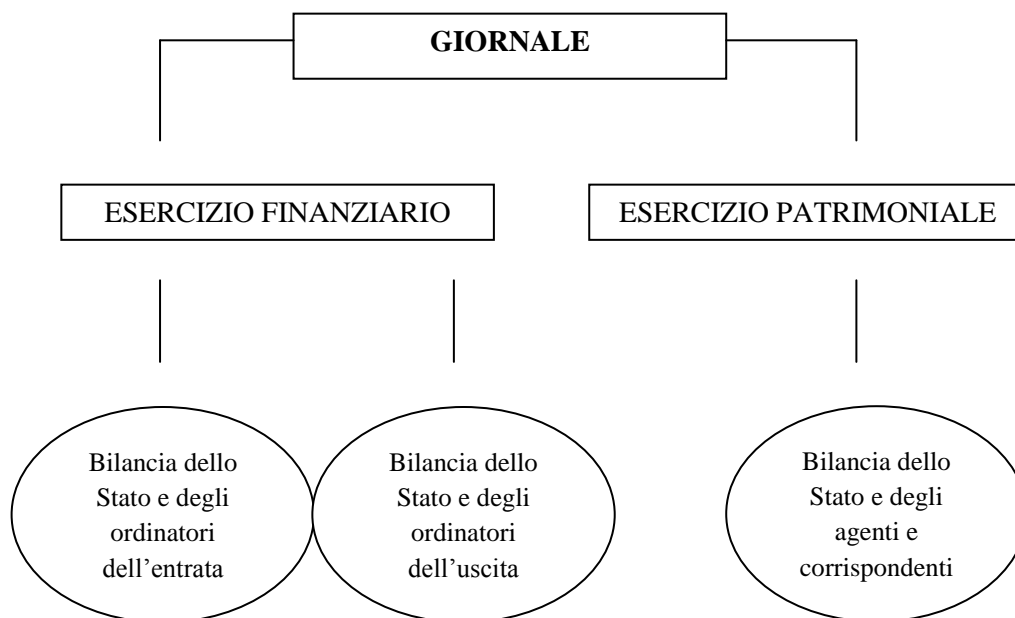 GIORNALE
ESERCIZIO FINANZIARIO
ESERCIZIO PATRIMONIALE
Bilancia dello
Stato e degli
ordinatori
dell’entrata
Bilancia dello
Stato e degli
ordinatori
dell’uscita
Bilancia dello
Stato e degli
agenti e
corrispondenti